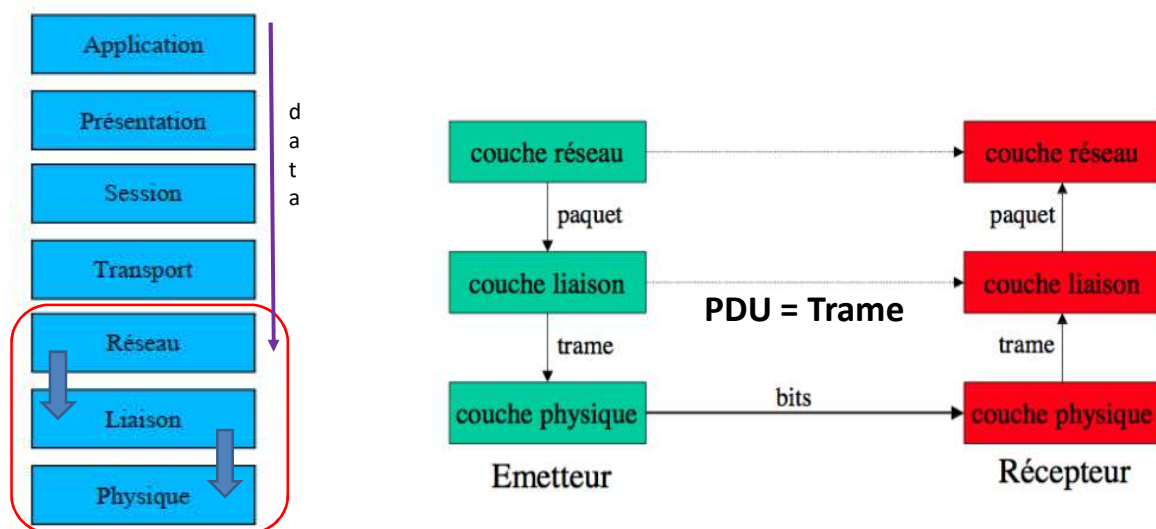 Application
Présentation
Session
Transport
Réseau
Liaison
Physique
d
a
t
a
couche réseau
couche réseau
paquet
paquet
couche liaison
couche liaison
PDU = Trame
trame
trame
couche physique
bits
couche physique
Emetteur
Récepteur